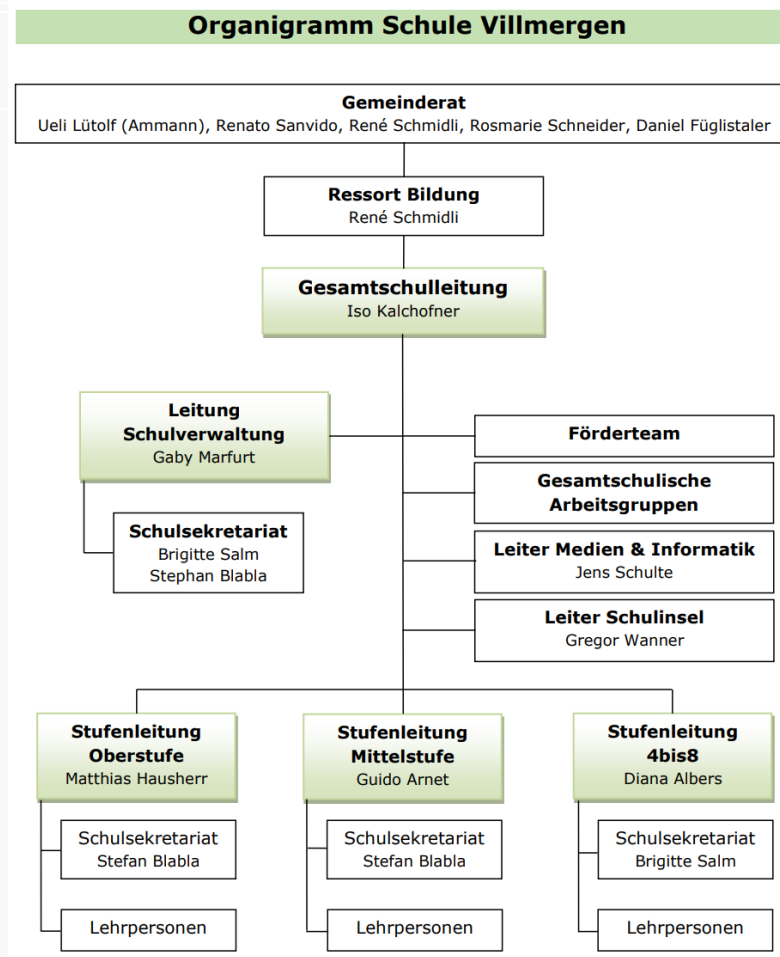 Organigramm Schule Villmergen
Gemeinderat
Ueli Lütolf (Ammann), Renato Sanvido, René Schmidli, Rosmarie Schneider, Daniel Füglistaler
Ressort Bildung
René Schmidli
Gesamtschulleitung
Iso Kalchofner
Leitung
Schulverwaltung
Gaby Marfurt
Schulsekretariat
Brigitte Salm
Stephan Blabla
Förderteam
Gesamtschulische
Arbeitsgruppen
Leiter Medien & Informatik
Jens Schulte
Leiter Schulinsel
Gregor Wanner
Stufenleitung
Oberstufe
Matthias Hausherr
Schulsekretariat
Stefan Blabla
Lehrpersonen
Stufenleitung
Mittelstufe
Guido Arnet
Schulsekretariat
Stefan Blabla
Lehrpersonen
Stufenleitung
4bis8
Diana Albers
Schulsekretariat
Brigitte Salm
Lehrpersonen